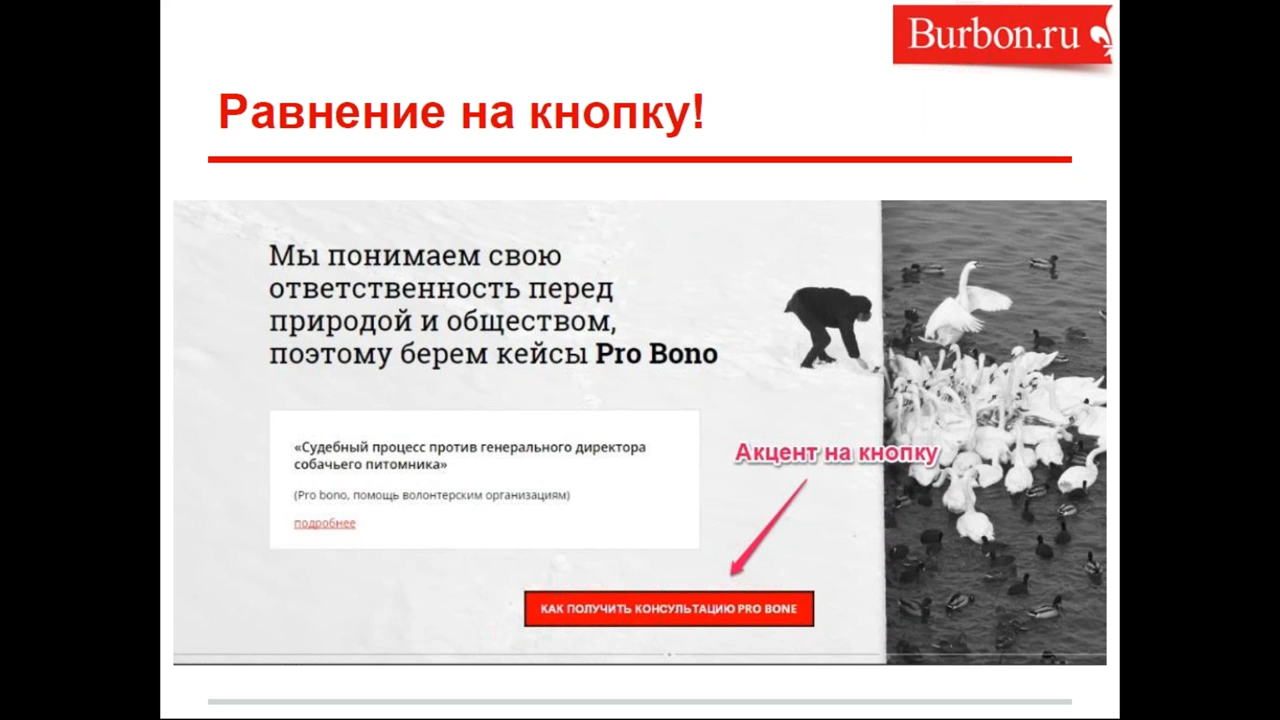 Burbon.ru
Равнение на кнопку!
Мы понимаем свою
ответственность перед
природой и обществом,
поэтому берем кейсы Pro Bono
«Судебный процесс против генерального директора
собачьего питомника»
(Pro bono, помощь волонтерским организациям)
подробнее
Акцент на кнопку
КАК ПОЛУЧИТЬ КОНСУЛЬТАЦИЮ PRO BONE